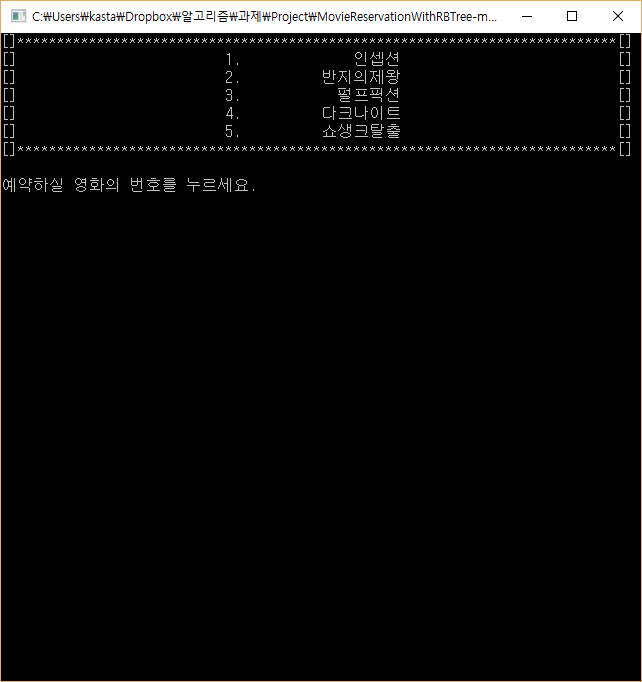 C:₩Users₩kasta₩Dropbox₩알고리즘₩과제₩Project₩MovieReservationWithRBTree-m...
[]***************************************************************************[]
[] 1. 인셉션 []
[] 2. 반지의제왕 []
[] 3. 펄프픽션 []
[] 4. 다크나이트 []
[] 5. 쇼생크탈출 []
[]***************************************************************************[]
예약하실 영화의 번호를 누르세요.